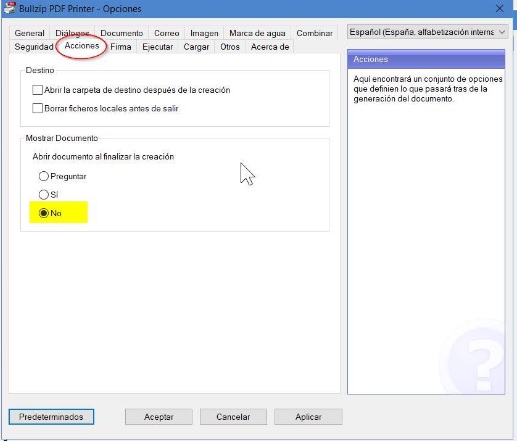 Bullzip PDF Printer - Opciones
General Diálogos Documento Correo Imagen Marca de agua Combinar
Seguridad Acciones Firma Ejecutar Cargar Otros Acerca de
Destino
Abrir la carpeta de destino después de la creación
Borrar ficheros locales antes de salir
Mostrar Documento
Abrir documento al finalizar la creación
Preguntar
Sí
No
Español (España, alfabetización interna
Acciones
Aquí encontrará un conjunto de opciones
que definien lo que pasará tras de la
generación del documento.
Predeterminados Aceptar Cancelar Aplicar